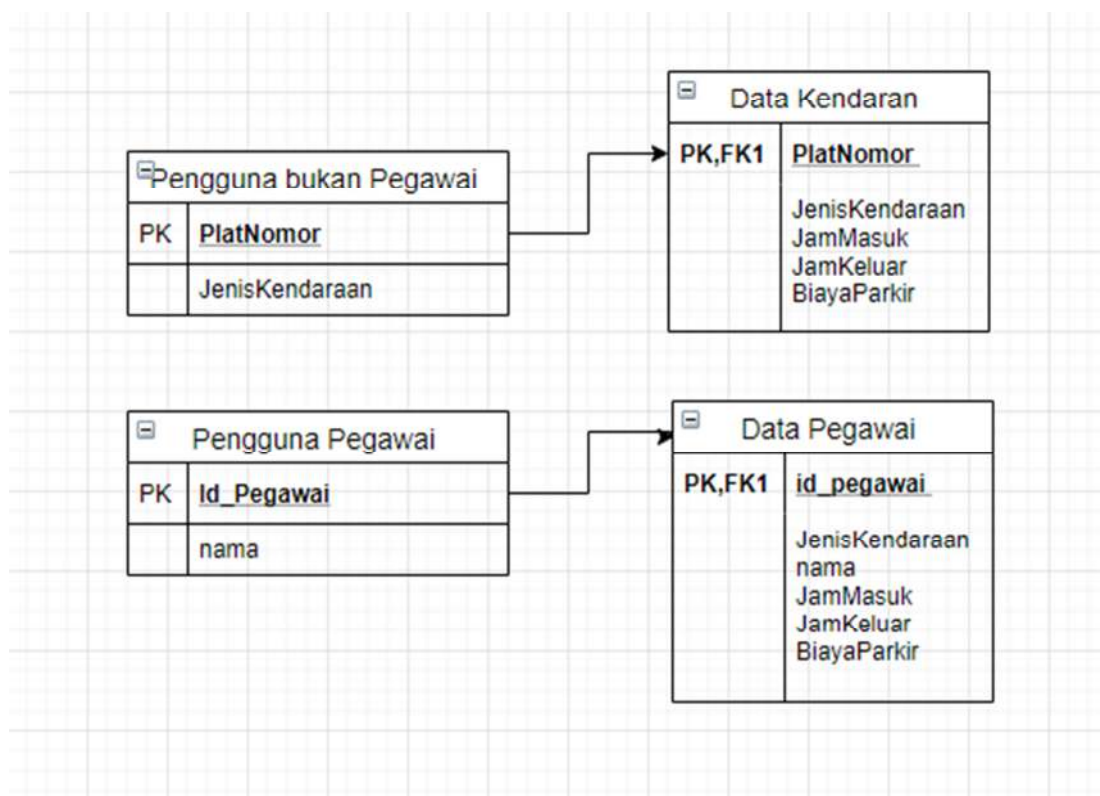 Pengguna bukan Pegawai
PK PlatNomor
JenisKendaraan
Data Kendaran
PK,FK1 PlatNomor
JenisKendaraan
JamMasuk
JamKeluar
BiayaParkir
Pengguna Pegawai
PK Id_Pegawai
nama
Data Pegawai
PK,FK1 id_pegawai
JenisKendaraan
nama
JamMasuk
JamKeluar
BiayaParkir